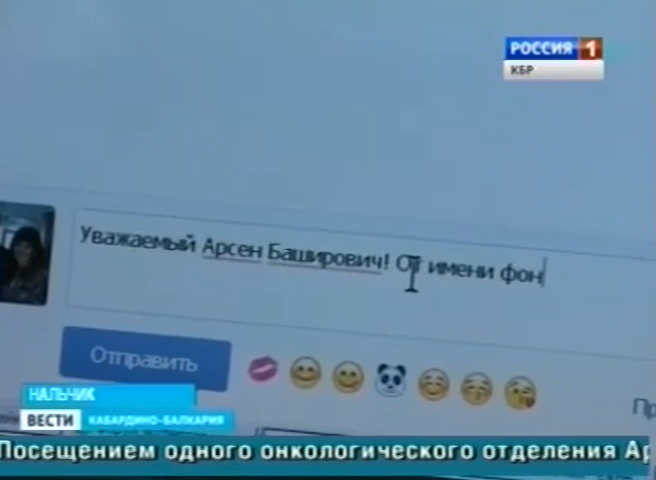 РОССИЯ 1
КБР
Уважаемый Арсен Баширович! От имени фон
Отправить
НАЛЬЧИК
ВЕСТИ КАБАРДИНО-БАЛКАРИЯ
Посещением одного онкологического отделения Ар